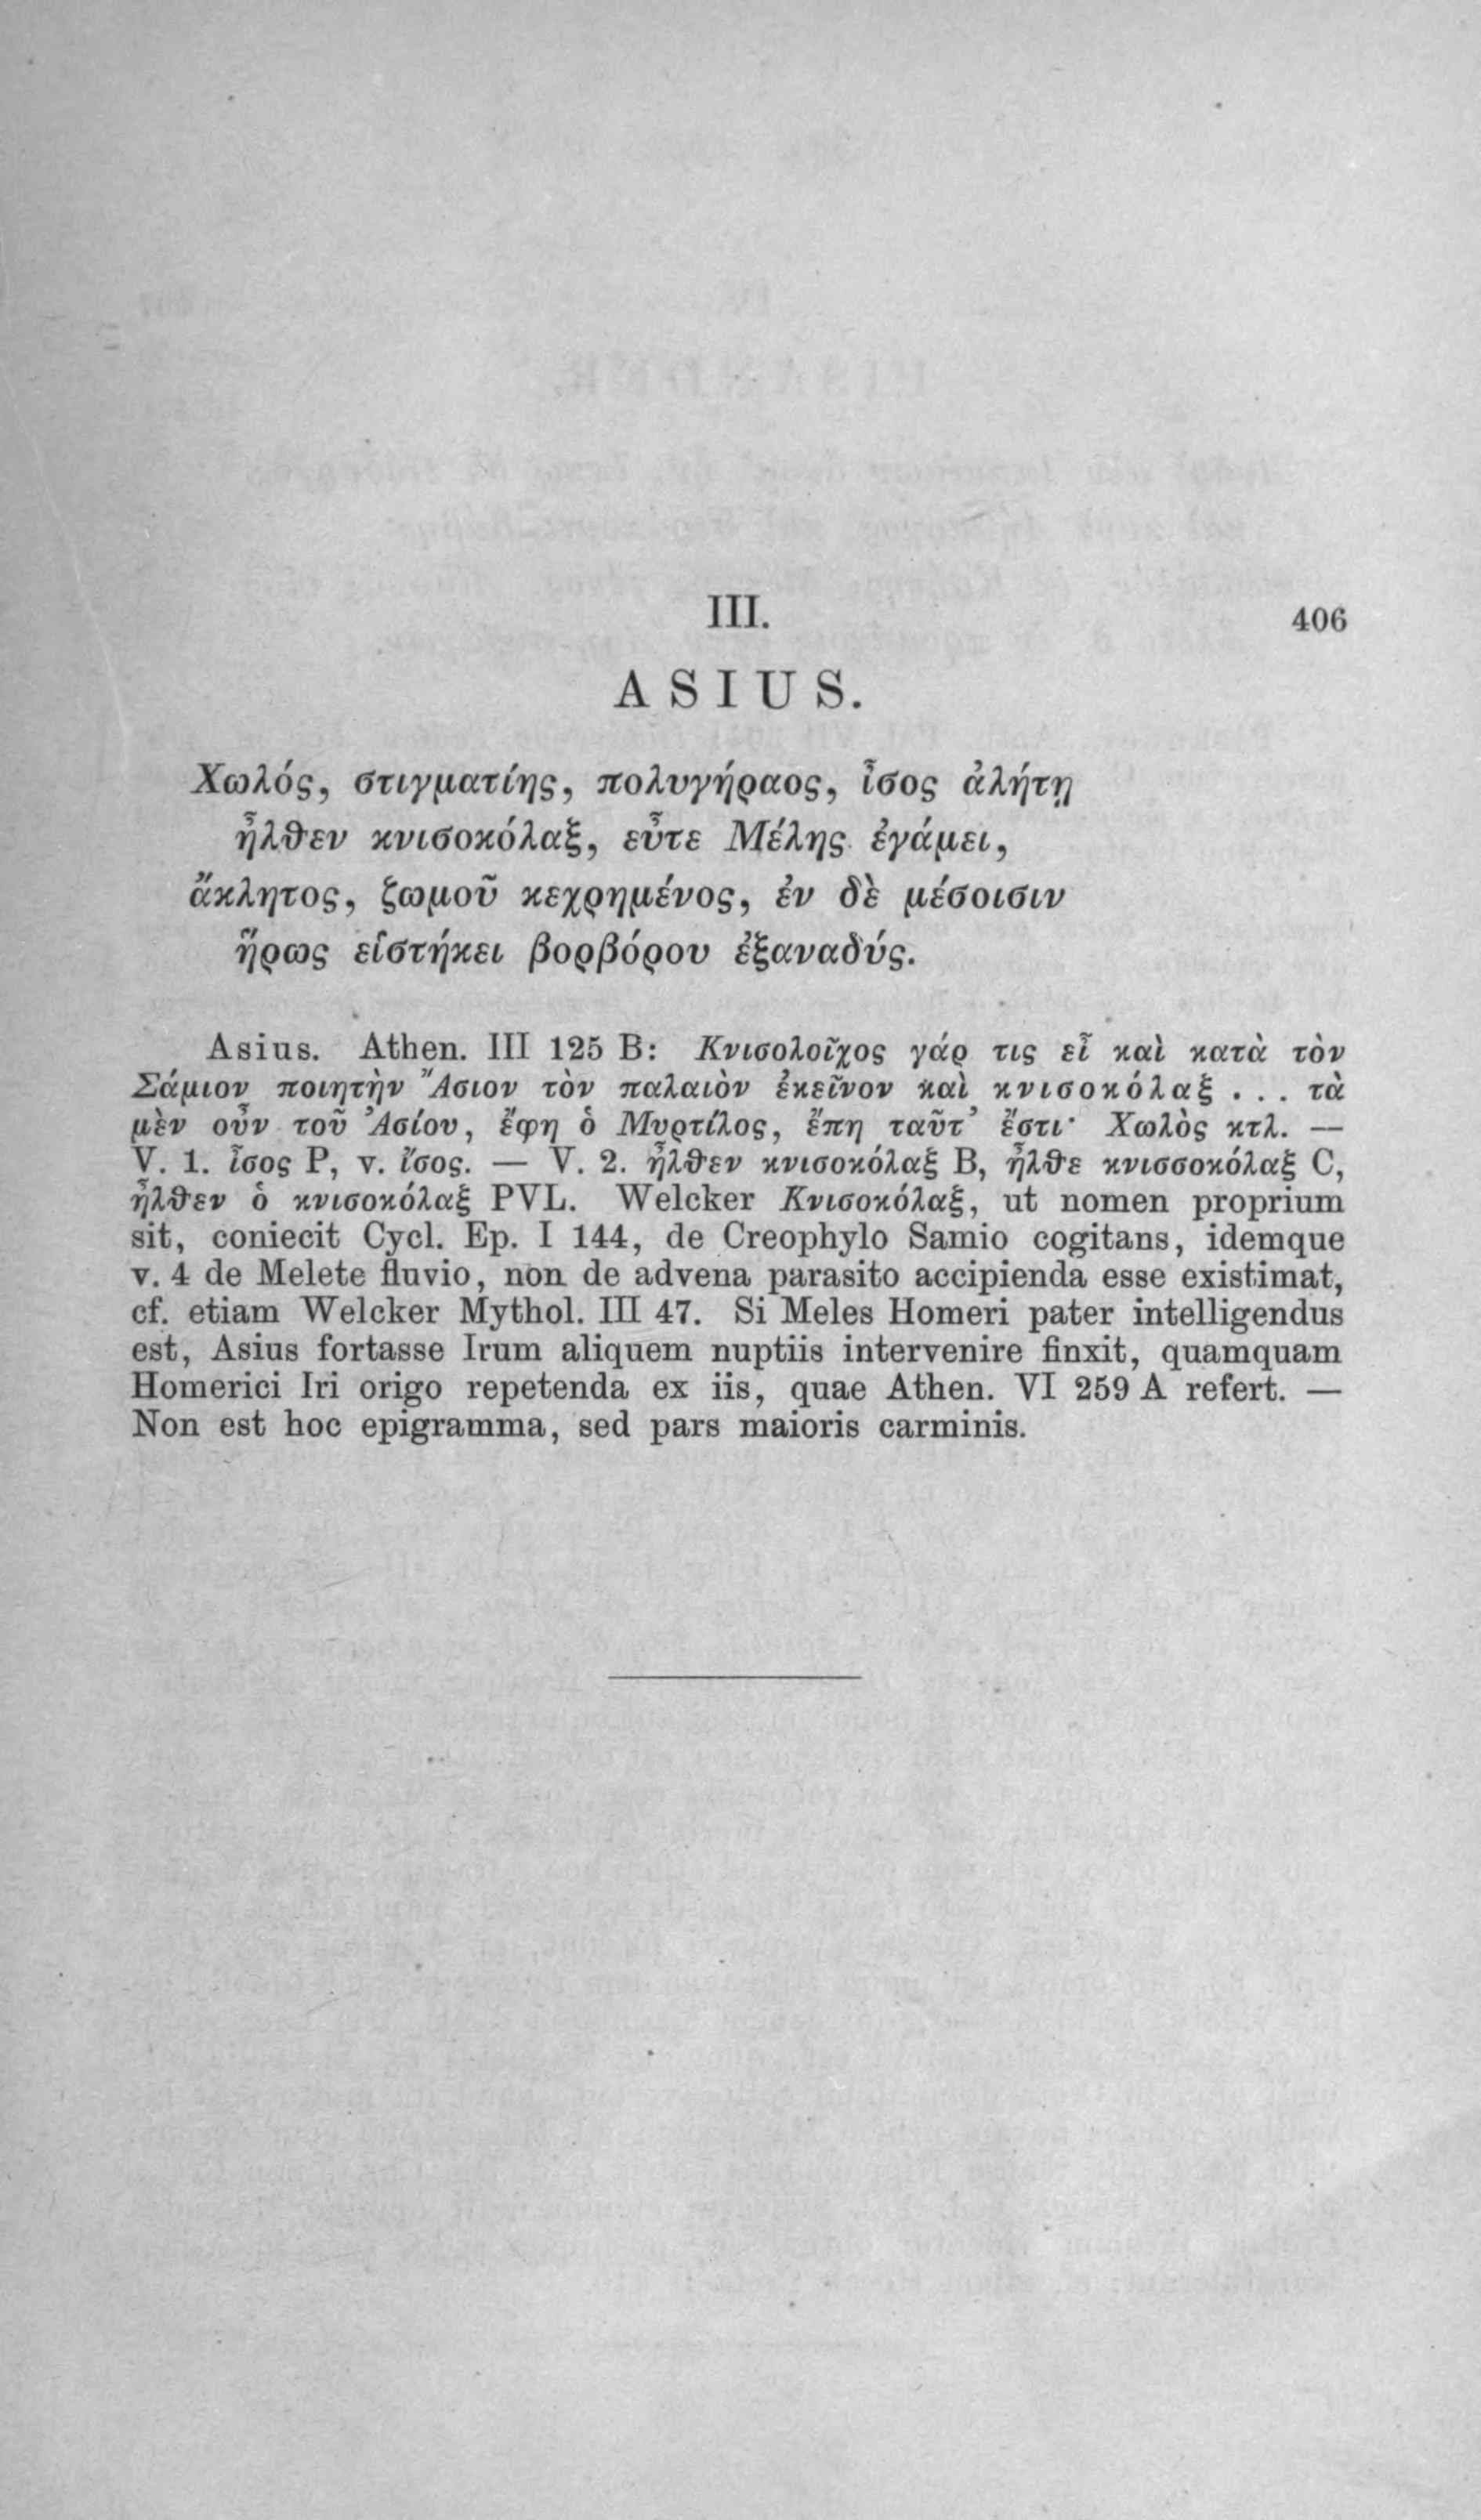 III.
406
ASIUS.
Χωλός, στιγματίης, πολυγήραος, ἶσος ἀλήτῃ
ἦλθεν κνισοκόλαξ, εὖτε Μέλης ἐγάμει,
ἄκλητος, ζωμοῦ κεχρημένος, ἐν δὲ μέσοισιν
ἥρως εἱστήκει βορβόρου ἐξαναδύς.
Asius. Athen. III 125 B: Κνισολοῖχος γάρ τις εἶ καὶ κατὰ τὸν
Σάμιον ποιητὴν Ἄσιον τὸν παλαιὸν ἐκεῖνον καὶ κνισοκόλαξ ... τὰ
μὲν οὖν τοῦ Ἀσίου, ἔφη ὁ Μυρτίλος, ἔπη ταῦτ’ ἔστι· Χωλὸς κτλ. —
V. 1. ἶσος P, v. ἴσος. — V. 2. ἦλθεν κνισοκόλαξ B, ἦλθε κνισσοκόλαξ C,
ἦλθεν ὁ κνισοκόλαξ PVL. Welcker Κνισοκόλαξ, ut nomen proprium
sit, coniecit Cycl. Ep. I 144, de Creophylo Samio cogitans, idemque
v. 4 de Melete fluvio, non de advena parasito accipienda esse existimat,
cf. etiam Welcker Mythol. III 47. Si Meles Homeri pater intelligendus
est, Asius fortasse Irum aliquem nuptiis intervenire finxit, quamquam
Homerici Iri origo repetenda ex iis, quae Athen. VI 259 A refert. —
Non est hoc epigramma, sed pars maioris carminis.